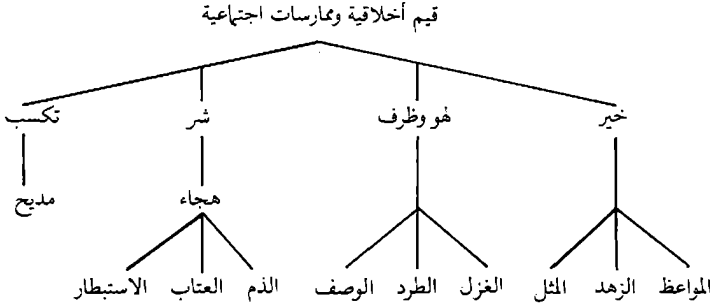 قيم أخلاقية وممارسات اجتماعية
خير لهو وظرف شر تكسب
هجاء مديح
المواعظ الزهد المثل الغزل الطرد الوصف الذم العتاب الاستبطار